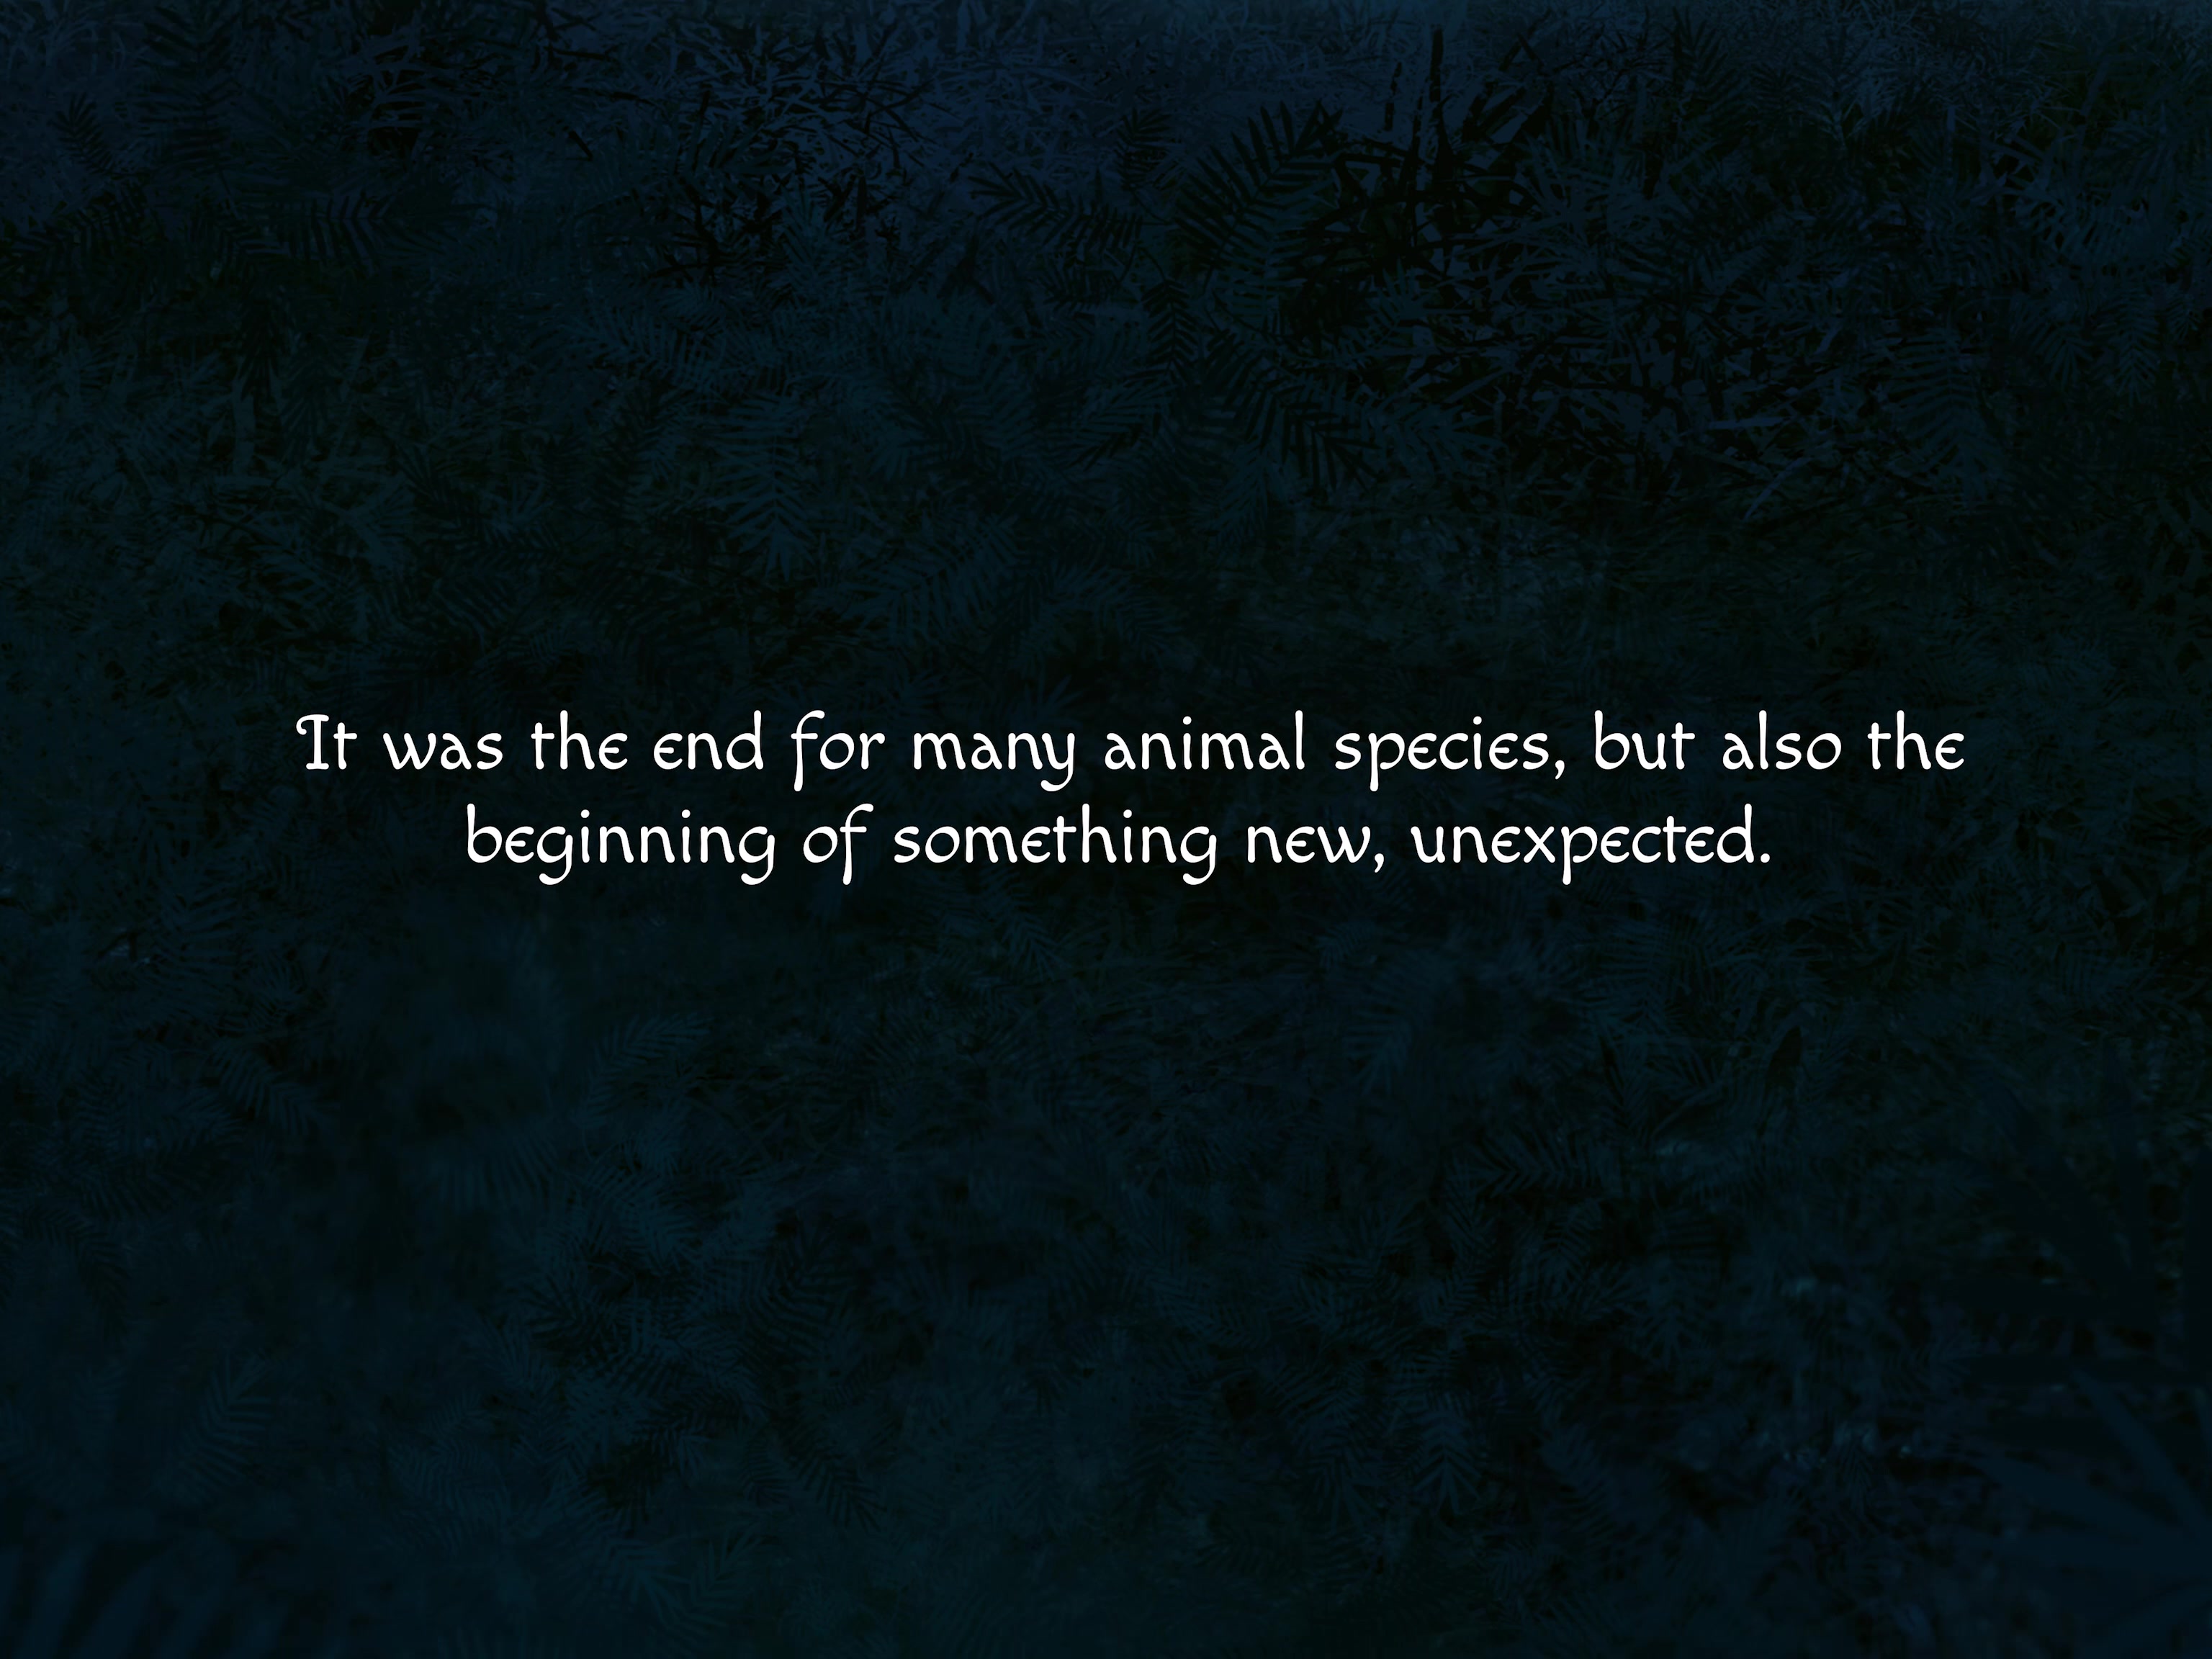 It was the end for many animal species, but also the
beginning of something new, unexpected.